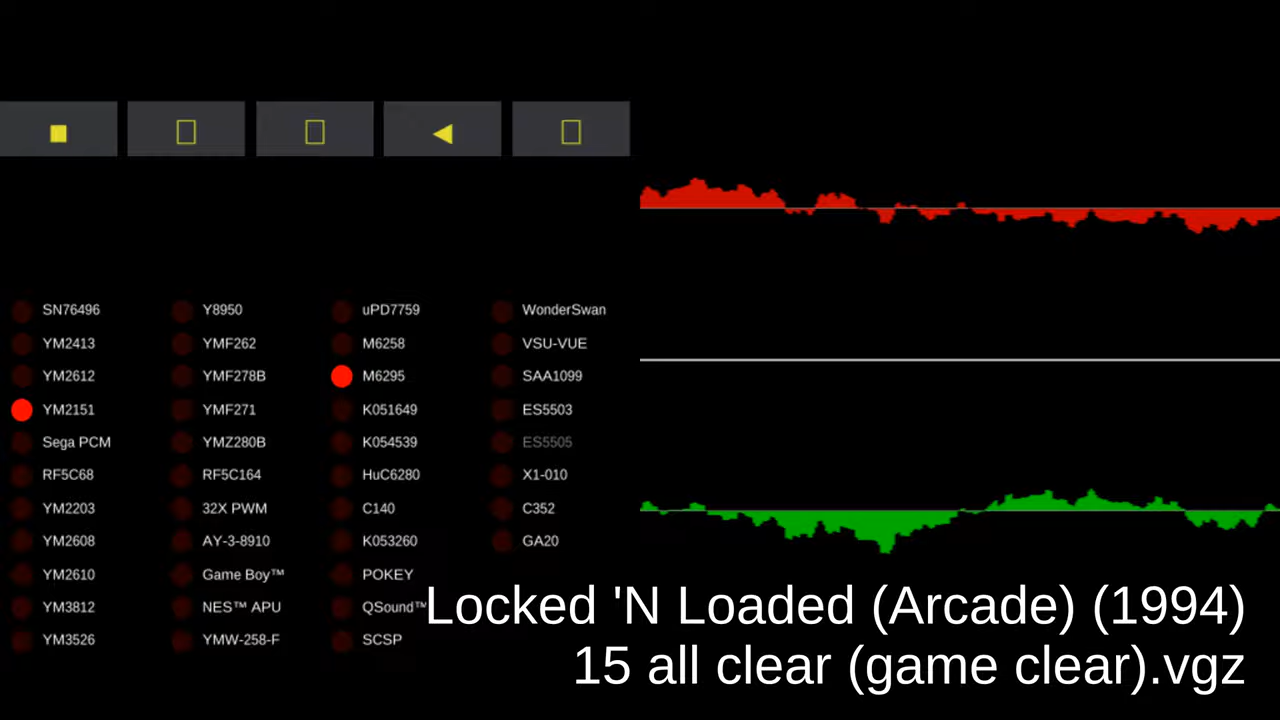 SN76496
YM2413
YM2612
YM2151
Sega PCM
RF5C68
YM2203
YM2608
YM2610
YM3812
YM3526
Y8950
YMF262
YMF278B
YMF271
YMZ280B
RF5C164
32X PWM
AY-3-8910
Game Boy™
NES™ APU
YMW-258-F
uPD7759
M6258
M6295
K051649
K054539
HuC6280
C140
K053260
POKEY
QSound™
SCSP
WonderSwan
VSU-VUE
SAA1099
ES5503
ES5505
X1-010
C352
GA20
Locked 'N Loaded (Arcade) (1994)
15 all clear (game clear).vgz